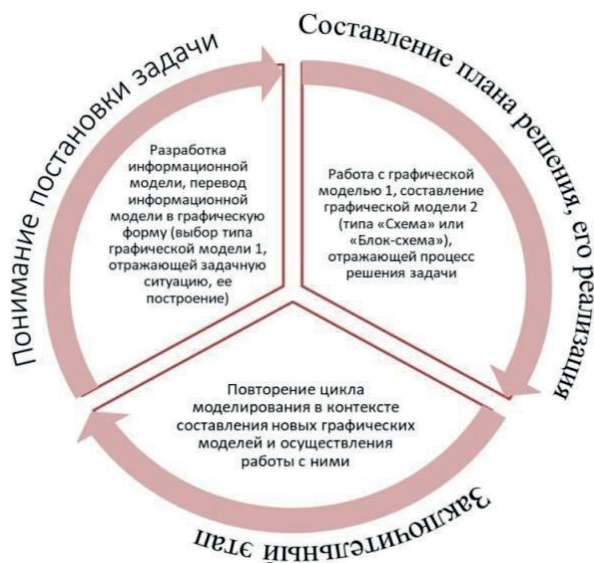 Понимание постановки задачи
Разработка
информационной
модели, перевод
информационной
модели в графическую
форму (выбор типа
графической модели 1,
отражающей задачную
ситуацию, ее
построение)
Составление плана решения, его реализация
Работа с графической
моделью 1, составление
графической модели 2
(типа «Схема» или
«Блок-схема»),
отражающей процесс
решения задачи
Повторение цикла
моделирования в контексте
составления новых графических
моделей и осуществления
работы с ними
Заключительный этап